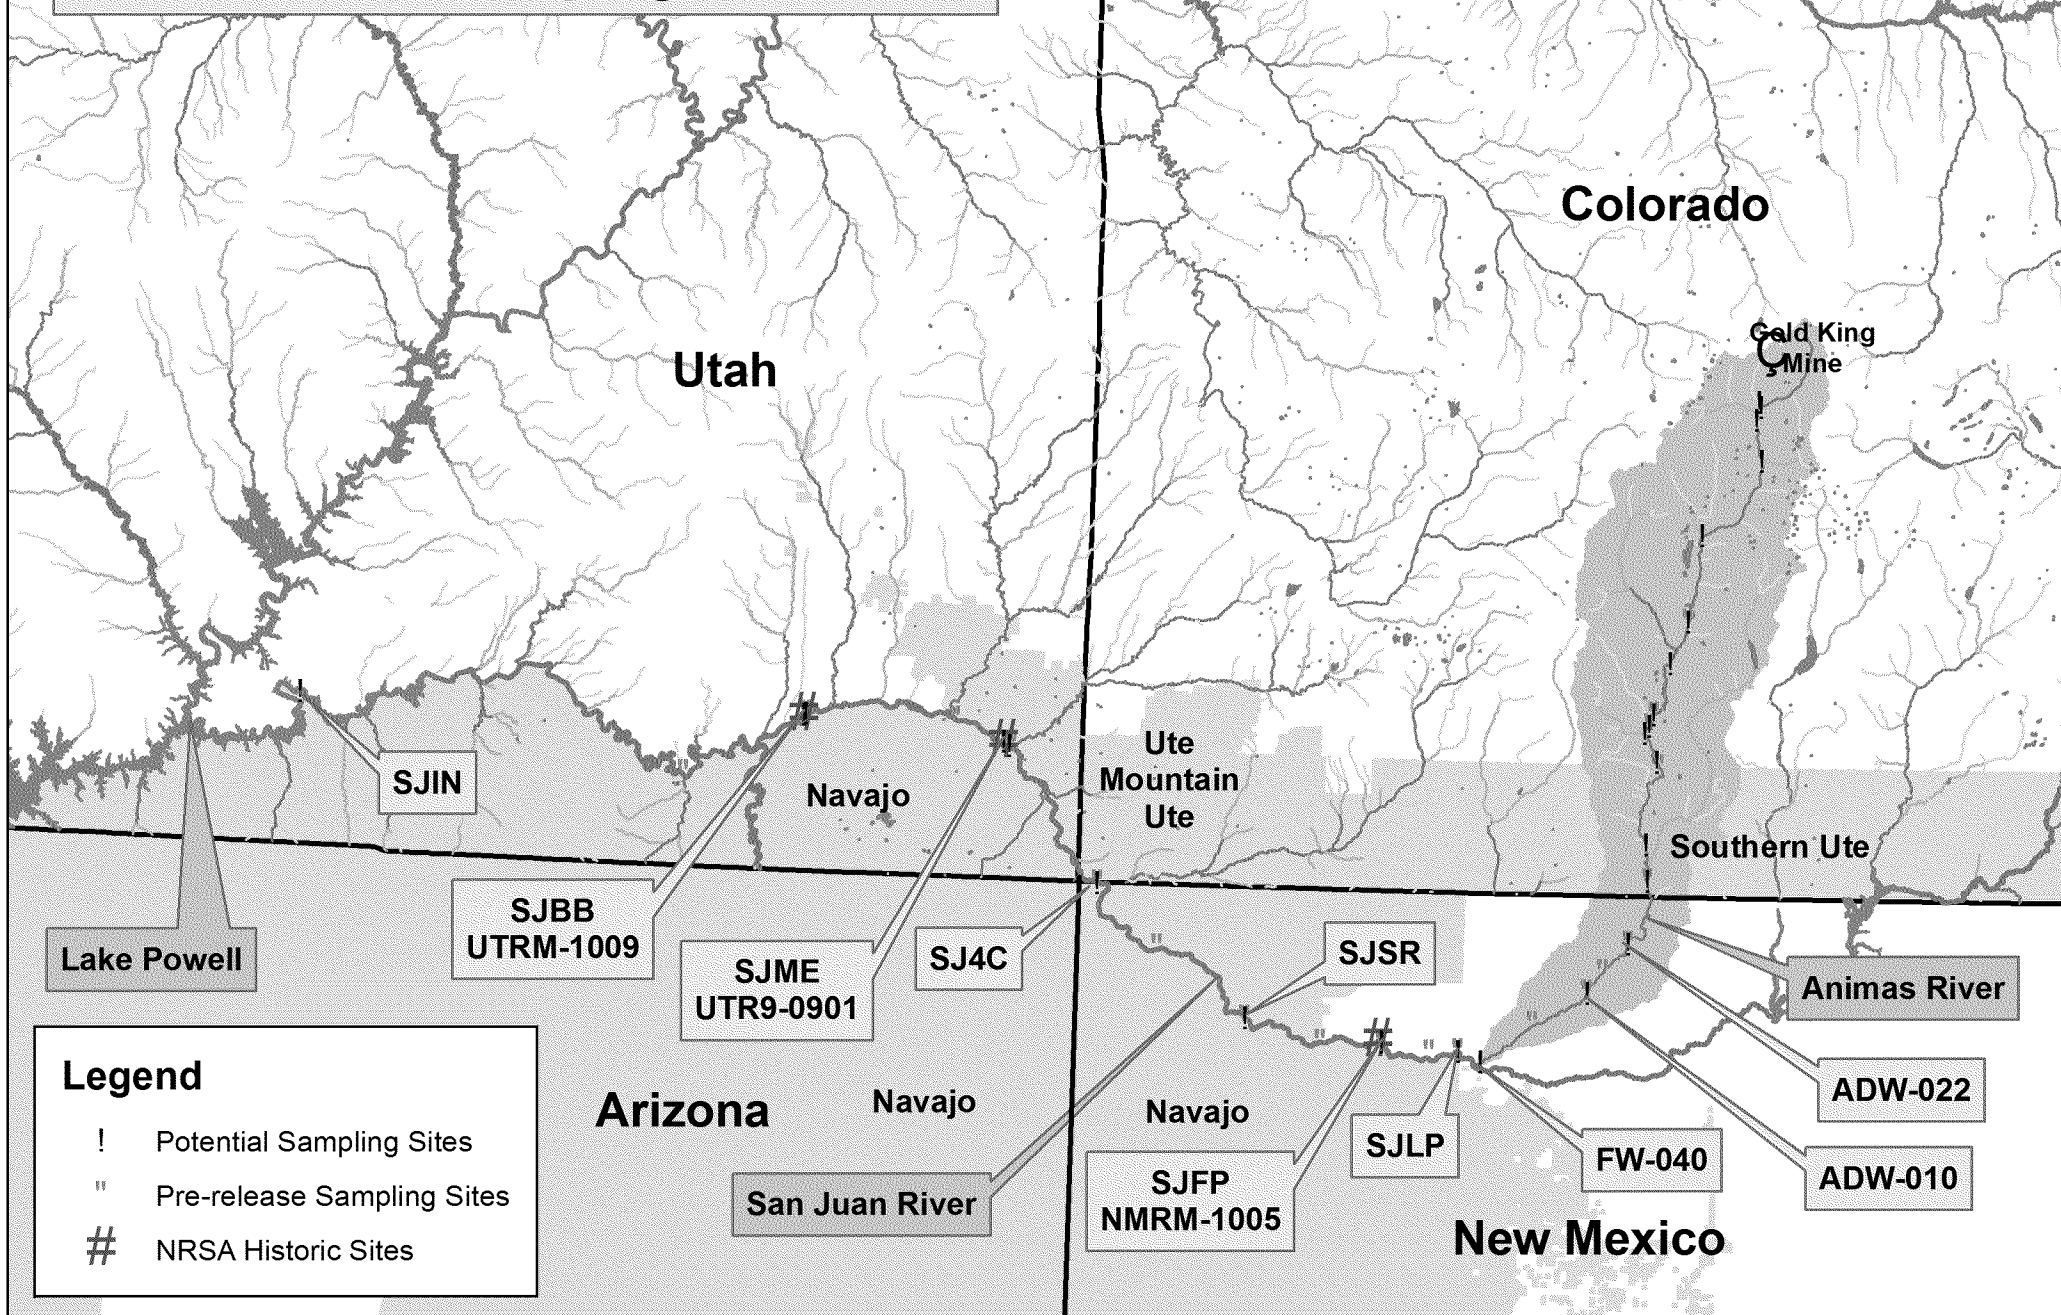 Colorado
Gold King
Mine
Utah
Ute
Mountain
Ute
SJIN
Navajo
Southern Ute
SJBB
UTRM-1009
SJME
UTR9-0901
SJ4C
SJSR
Lake Powell
Animas River
Legend
! Potential Sampling Sites
" Pre-release Sampling Sites
# NRSA Historic Sites
Arizona
Navajo
Navajo
ADW-022
SJLP
FW-040
ADW-010
San Juan River
SJFP
NMRM-1005
New Mexico